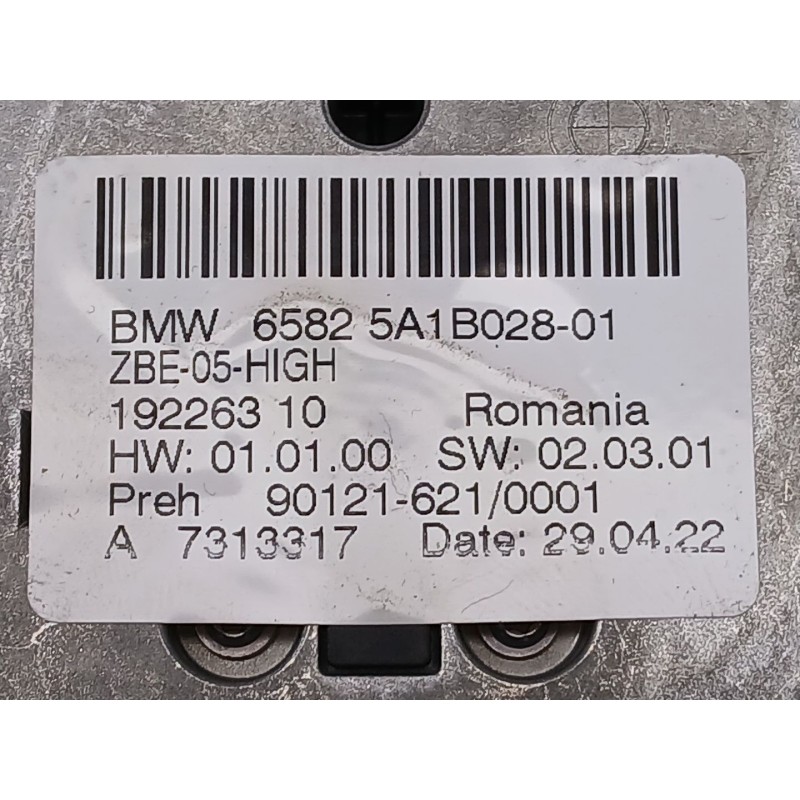 BMW 6582 5A1B028-01
ZBE-05-HIGH
192263 10 Romania
HW: 01.01.00 SW: 02.03.01
Preh 90121-621/0001
A 7313317 Date: 29.04.22